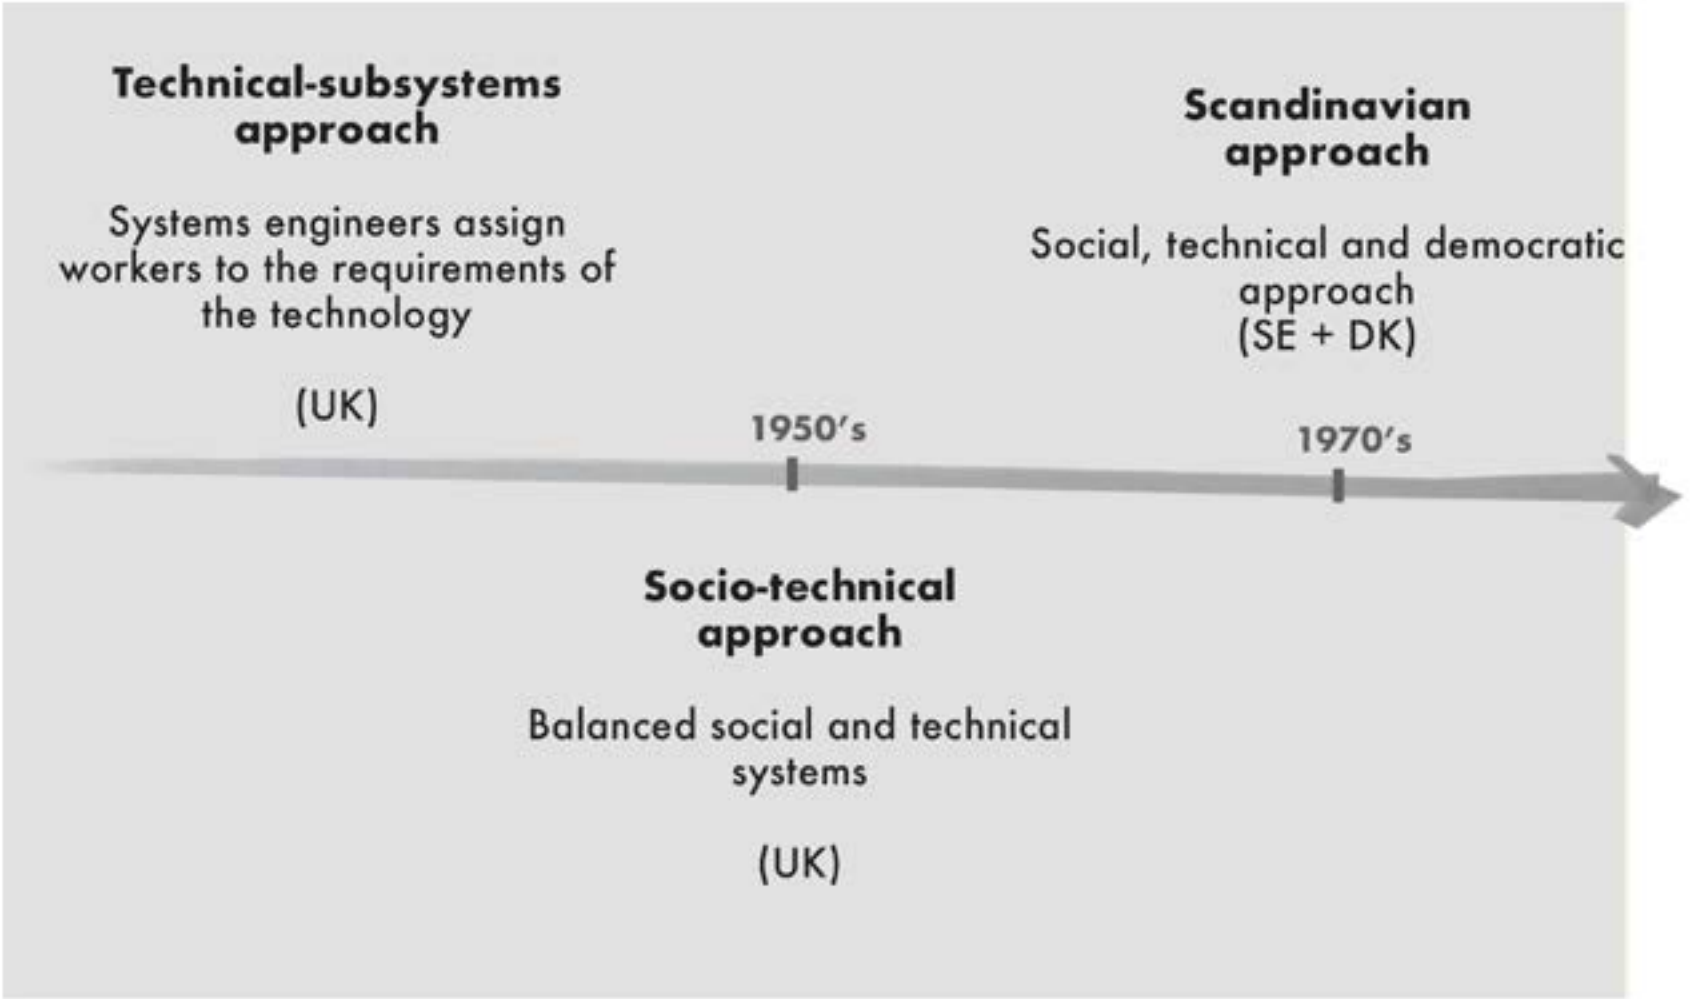 Technical-subsystems
approach
Systems engineers assign
workers to the requirements of
the technology
(UK)
Scandinavian
approach
Social, technical and democratic
approach
(SE + DK)
1950's
1970's
Socio-technical
approach
Balanced social and technical
systems
(UK)